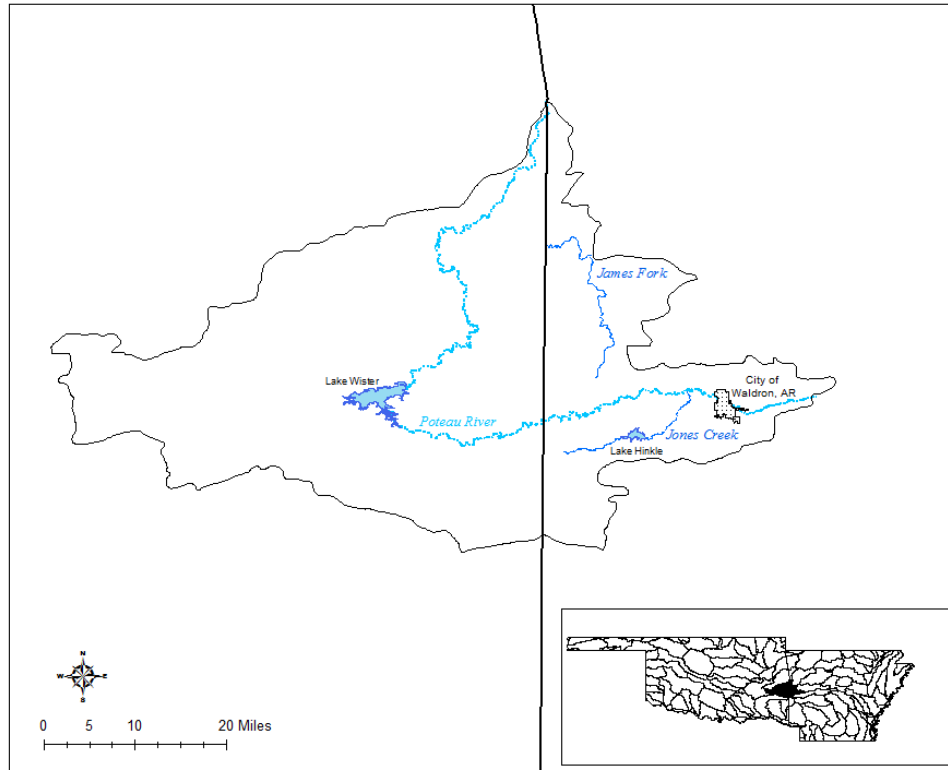 James Fork
Lake Wister
City of
Waldron, AR
Poteau River
Jones Creek
Lake Hinkle
N
W E
S
0 5 10 20 Miles